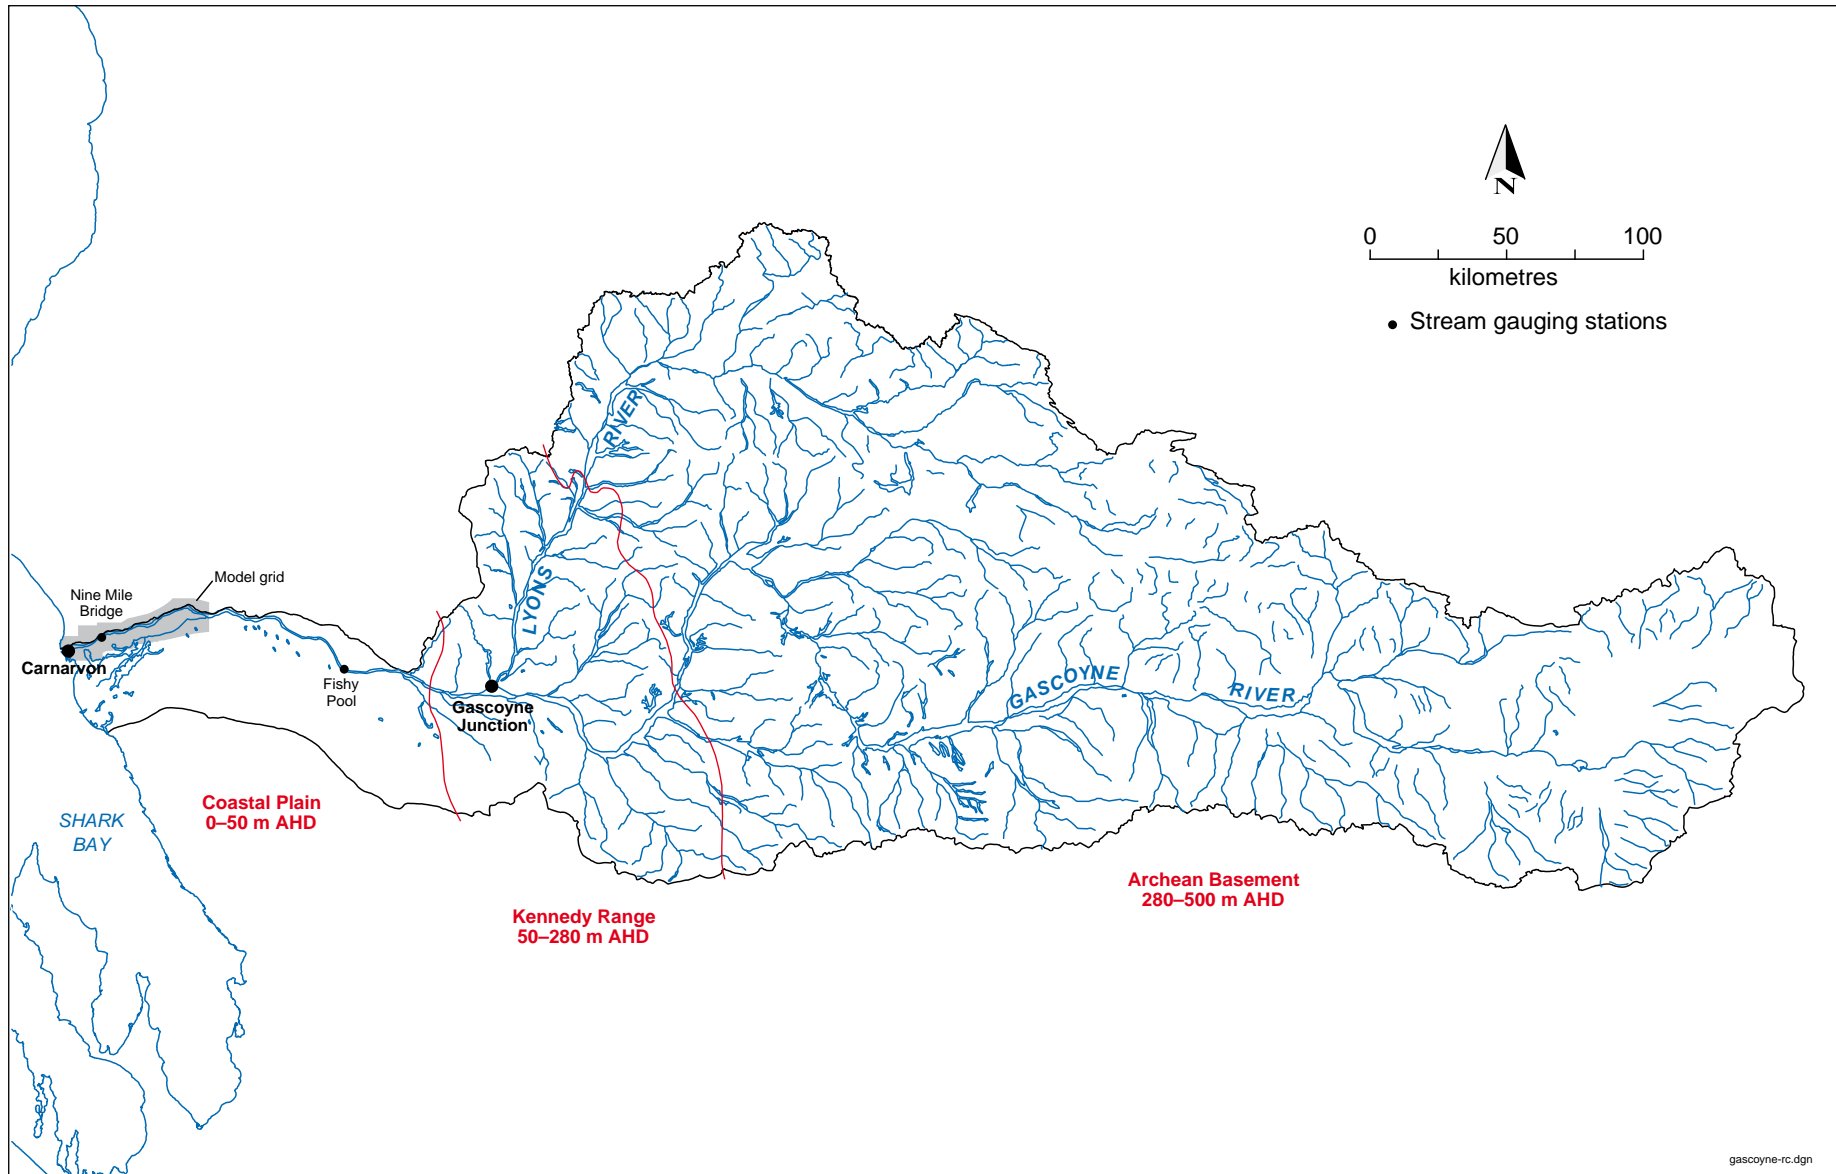 0 50 100
kilometres
Stream gauging stations
N
RIVER
LYONS
Model grid
Nine Mile
Bridge
Carnarvon
Fishy
Pool
Gascoyne
Junction
GASCOYNE
RIVER
Coastal Plain
0–50 m AHD
SHARK
BAY
Archean Basement
280–500 m AHD
Kennedy Range
50–280 m AHD
gascoyne-rc.dgn